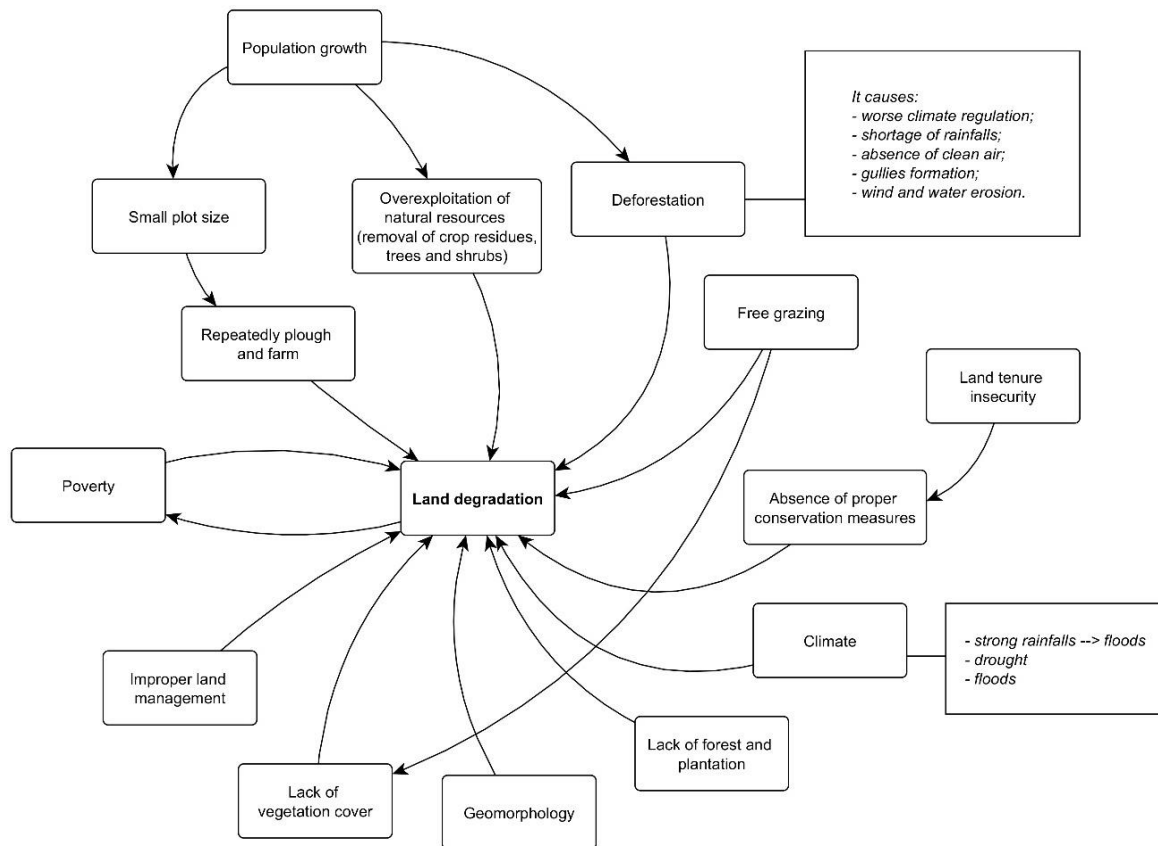 Population growth
It causes:
- worse climate regulation;
- shortage of rainfalls;
- absence of clean air;
- gullies formation;
- wind and water erosion.
Small plot size
Overexploitation of
natural resources
(removal of crop residues,
trees and shrubs)
Deforestation
Free grazing
Repeatedly plough
and farm
Land tenure
insecurity
Poverty
Land degradation
Absence of proper
conservation measures
Climate
- strong rainfalls --> floods
- drought
- floods
Improper land
management
Lack of forest and
plantation
Lack of
vegetation cover
Geomorphology